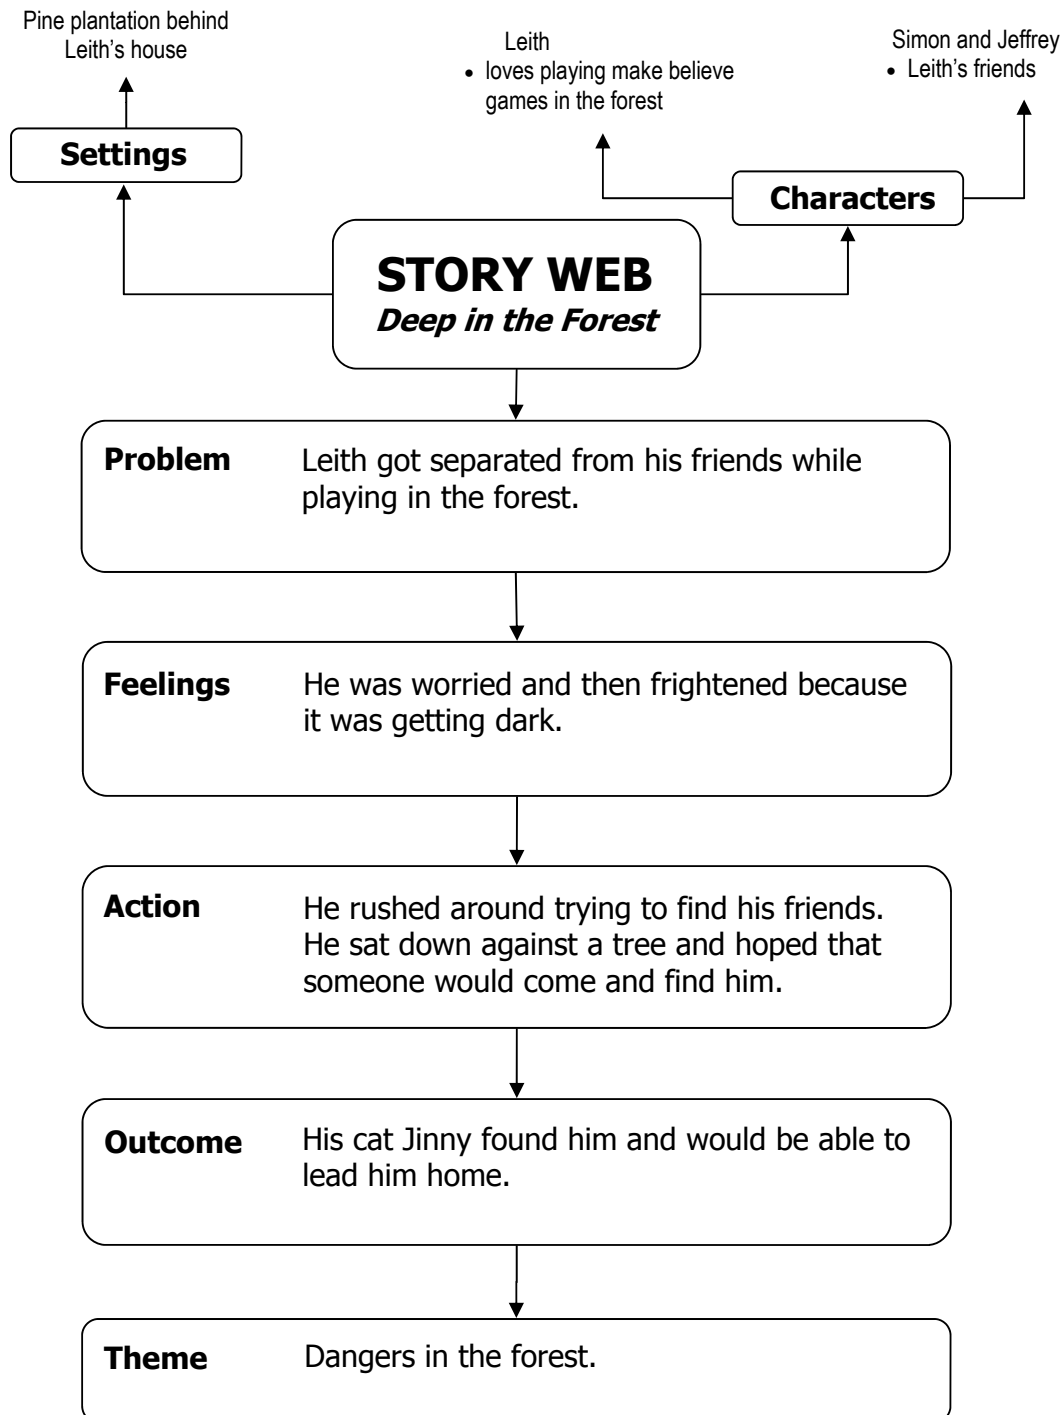 Pine plantation behind
Leith's house
Leith
• loves playing make believe
games in the forest
Simon and Jeffrey
• Leith's friends
Settings
Characters
STORY WEB
Deep in the Forest
Problem
Leith got separated from his friends while
playing in the forest.
Feelings
He was worried and then frightened because
it was getting dark.
Action
He rushed around trying to find his friends.
He sat down against a tree and hoped that
someone would come and find him.
Outcome
His cat Jinny found him and would be able to
lead him home.
Theme
Dangers in the forest.